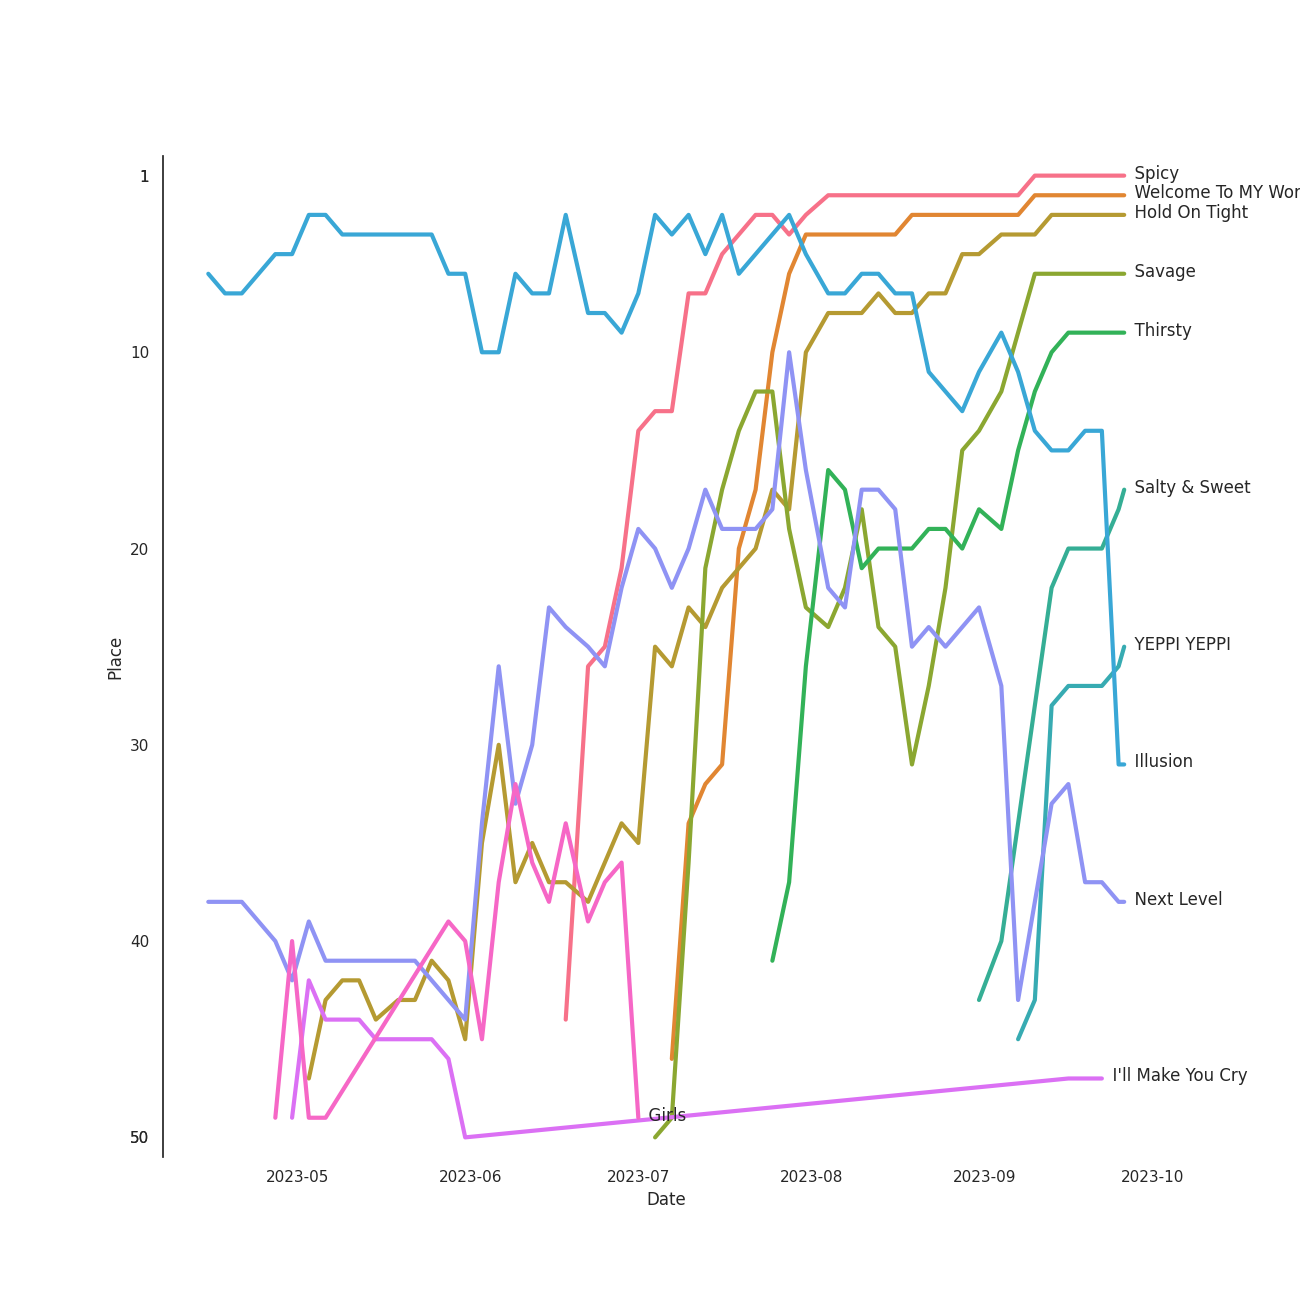 1
Spicy
Welcome To MY Wor
Hold On Tight
Savage
Thirsty
10
Salty & Sweet
20
YEPPI YEPPI
Place
30
Illusion
Next Level
40
I'll Make You Cry
Girls
50
2023-05 2023-06 2023-07 2023-08 2023-09 2023-10
Date